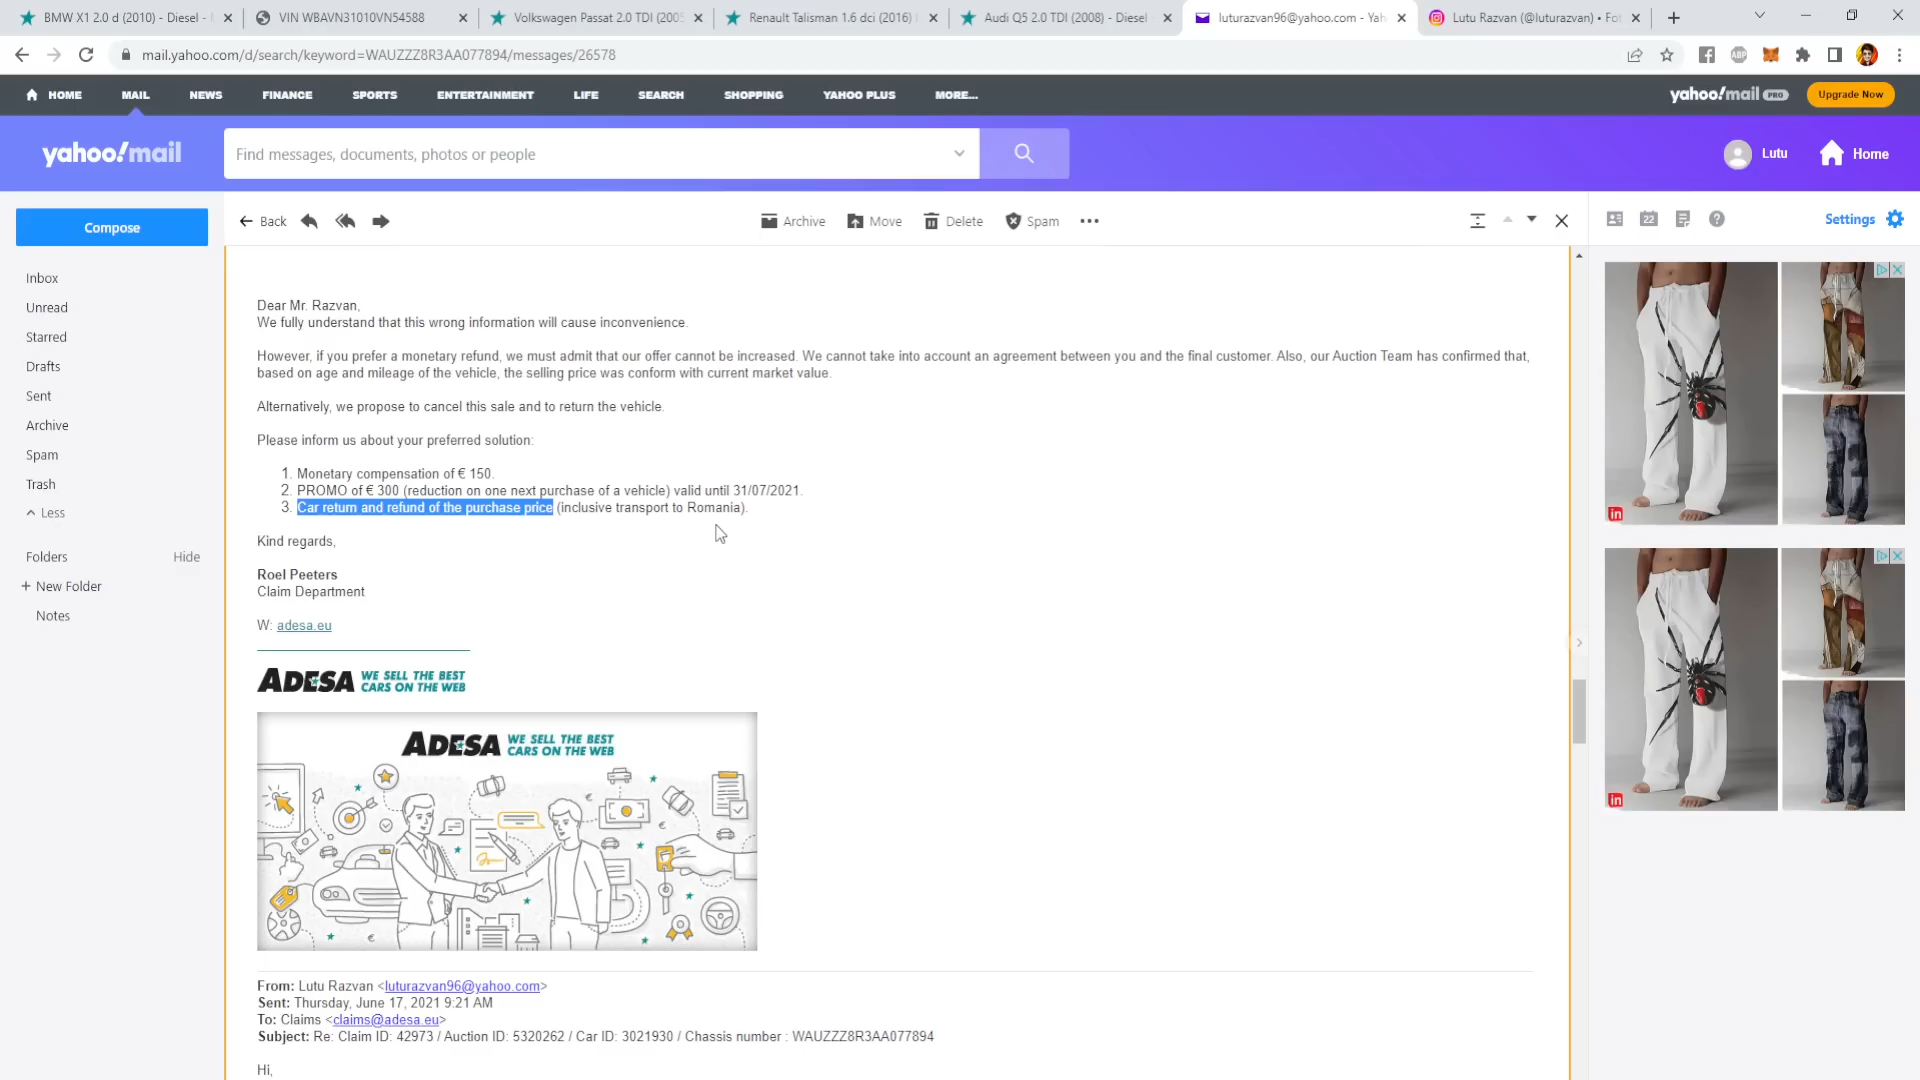 BMW X1 2.0 d (2010) - Diesel -
VIN WBAVN31010VN54588
Volkswagen Passat 2.0 TDI (2005
Renault Talisman 1.6 dci (2016)
Audi Q5 2.0 TDI (2008) - Diesel
luturazvan96@yahoo.com - Yah
Lutu Razvan (@luturazvan) • Fot
mail.yahoo.com/d/search/keyword=WAUZZZ8R3AA077894/messages/26578
HOME
MAIL
NEWS
FINANCE
SPORTS
ENTERTAINMENT
LIFE
SEARCH
SHOPPING
YAHOO PLUS
MORE...
yahoo!mail PRO
Upgrade Now
yahoo!mail
Find messages, documents, photos or people
Lutu
Home
Compose
Back
Archive
Move
Delete
Spam
22
Settings
Inbox
Unread
Starred
Drafts
Sent
Archive
Spam
Trash
Less
Folders
Hide
+ New Folder
Notes
Dear Mr. Razvan,
We fully understand that this wrong information will cause inconvenience.
However, if you prefer a monetary refund, we must admit that our offer cannot be increased. We cannot take into account an agreement between you and the final customer. Also, our Auction Team has confirmed that,
based on age and mileage of the vehicle, the selling price was conform with current market value.
Alternatively, we propose to cancel this sale and to return the vehicle.
Please inform us about your preferred solution:
1. Monetary compensation of € 150.
2. PROMO of € 300 (reduction on one next purchase of a vehicle) valid until 31/07/2021.
3. Car return and refund of the purchase price (inclusive transport to Romania).
Kind regards,
Roel Peeters
Claim Department
W: adesa.eu
ADESA WE SELL THE BEST
CARS ON THE WEB
ADESA WE SELL THE BEST
CARS ON THE WEB
From: Lutu Razvan <luturazvan96@yahoo.com>
Sent: Thursday, June 17, 2021 9:21 AM
To: Claims <claims@adesa.eu>
Subject: Re: Claim ID: 42973 / Auction ID: 5320262 / Car ID: 3021930 / Chassis number : WAUZZZ8R3AA077894
Hi,
in
in